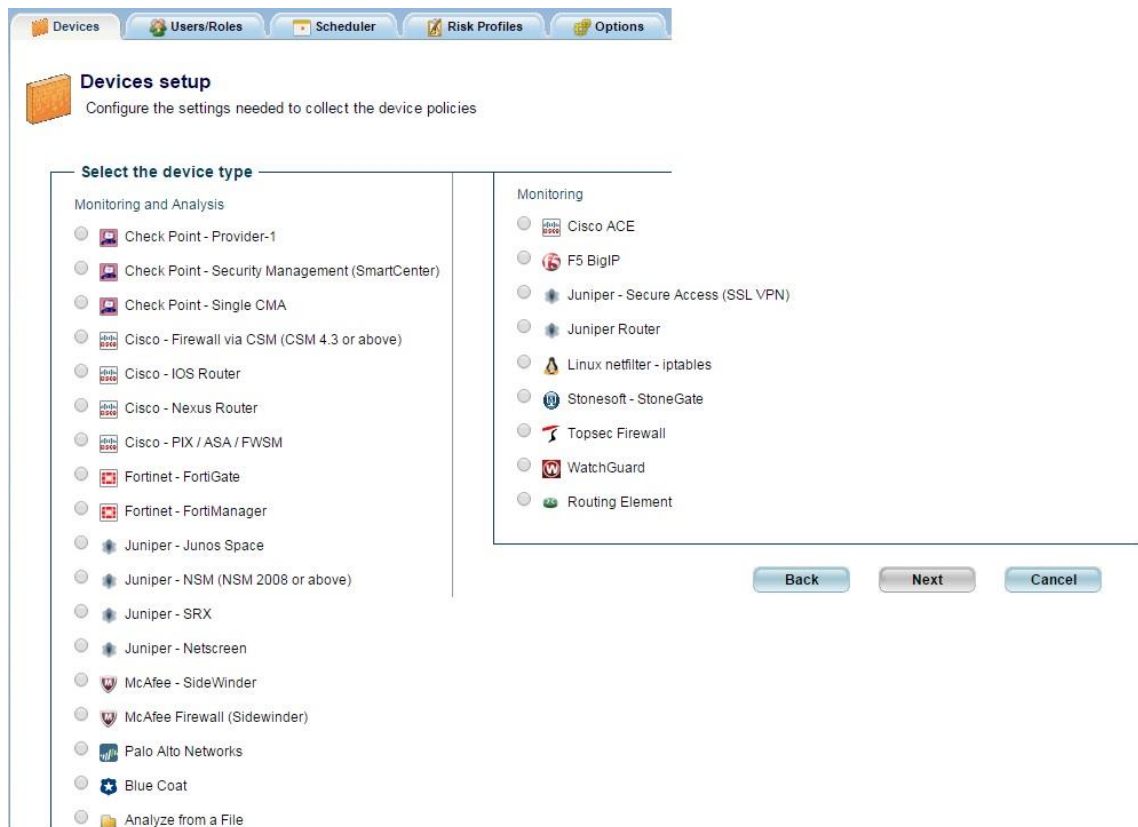 Devices
Users/Roles
Scheduler
Risk Profiles
Options
Devices setup
Configure the settings needed to collect the device policies
Select the device type
Monitoring and Analysis
Check Point - Provider-1
Check Point - Security Management (SmartCenter)
Check Point - Single CMA
Cisco - Firewall via CSM (CSM 4.3 or above)
Cisco - IOS Router
Cisco - Nexus Router
Cisco - PIX / ASA / FWSM
Fortinet - FortiGate
Fortinet - FortiManager
Juniper - Junos Space
Juniper - NSM (NSM 2008 or above)
Juniper - SRX
Juniper - Netscreen
McAfee - SideWinder
McAfee Firewall (Sidewinder)
Palo Alto Networks
Blue Coat
Analyze from a File
Monitoring
Cisco ACE
F5 BigIP
Juniper - Secure Access (SSL VPN)
Juniper Router
Linux netfilter - iptables
Stonesoft - StoneGate
Topsec Firewall
WatchGuard
Routing Element
Back
Next
Cancel